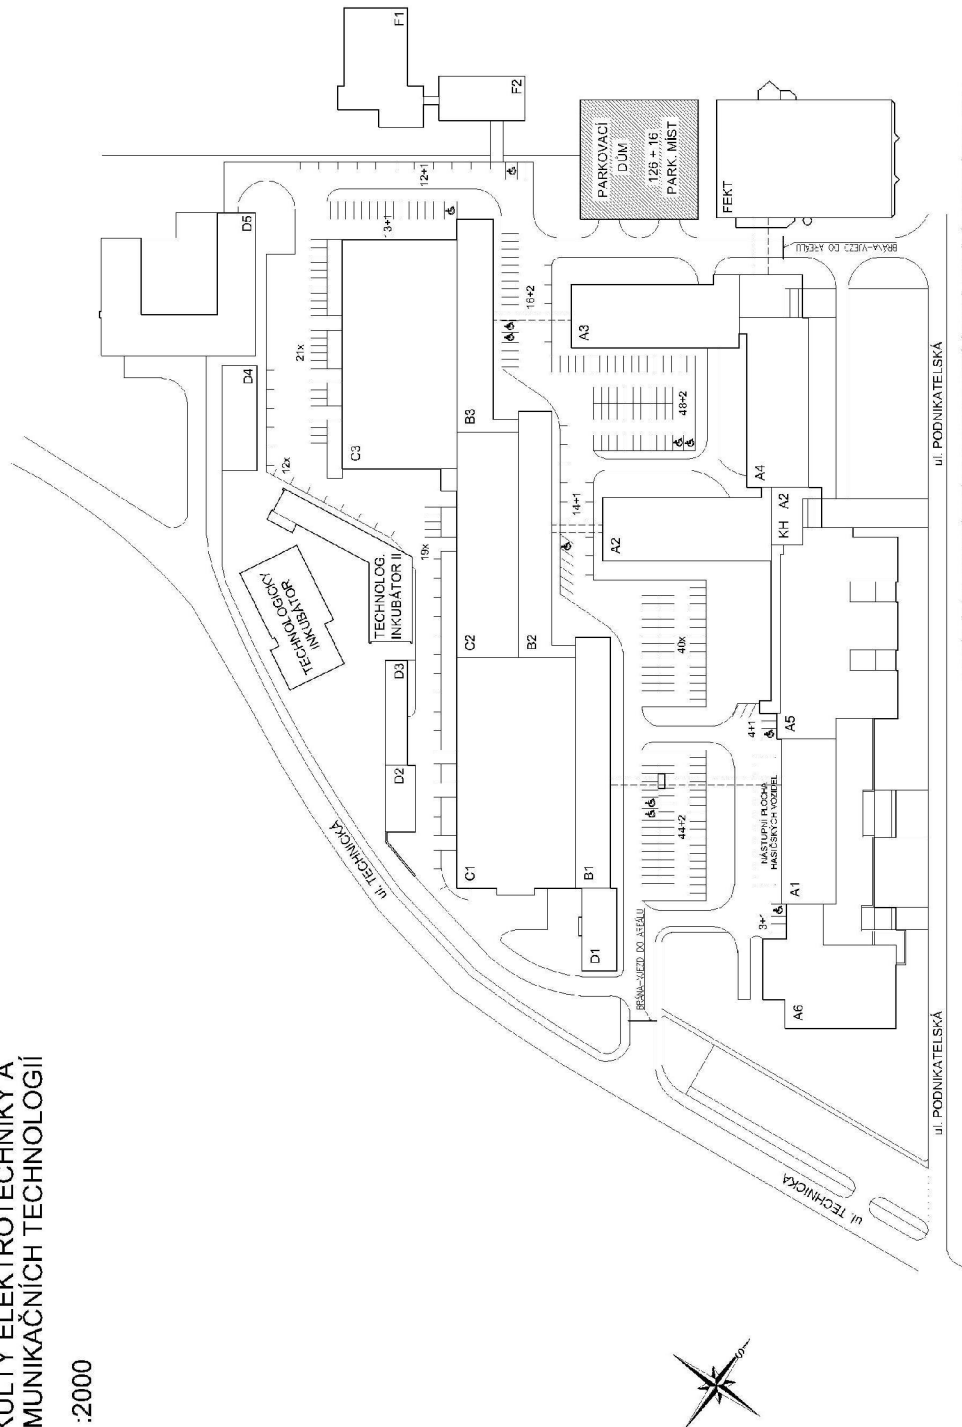 KULTY ELEKTROTECHNIKY A
MUNIKAČNÍCH TECHNOLOGIÍ
:2000
F1
F2
12+1
13+1
D5
D4
21x
12x
C3
B3
16+2
PARKOVACÍ
DŮM
126 + 16
PARK. MÍST
FEKT
BRÁNA-VJEZD DO AREÁLU
A3
48+2
A4
ul. PODNIKATELSKÁ
TECHNOLOGICKÝ
INKUBÁTOR
TECHNOLOG.
INKUBÁTOR II
19x
C2
B2
14+1
A2
KH
A2
40x
D3
D2
4+1
A5
ul. TECHNICKÁ
C1
B1
44+2
NÁSTUPNÍ PLOCHA
HASIČSKÝCH VOZIDEL
A1
D1
BRÁNA-VJEZD DO AREÁLU
A6
ul. PODNIKATELSKÁ
ul. TECHNICKÁ
S